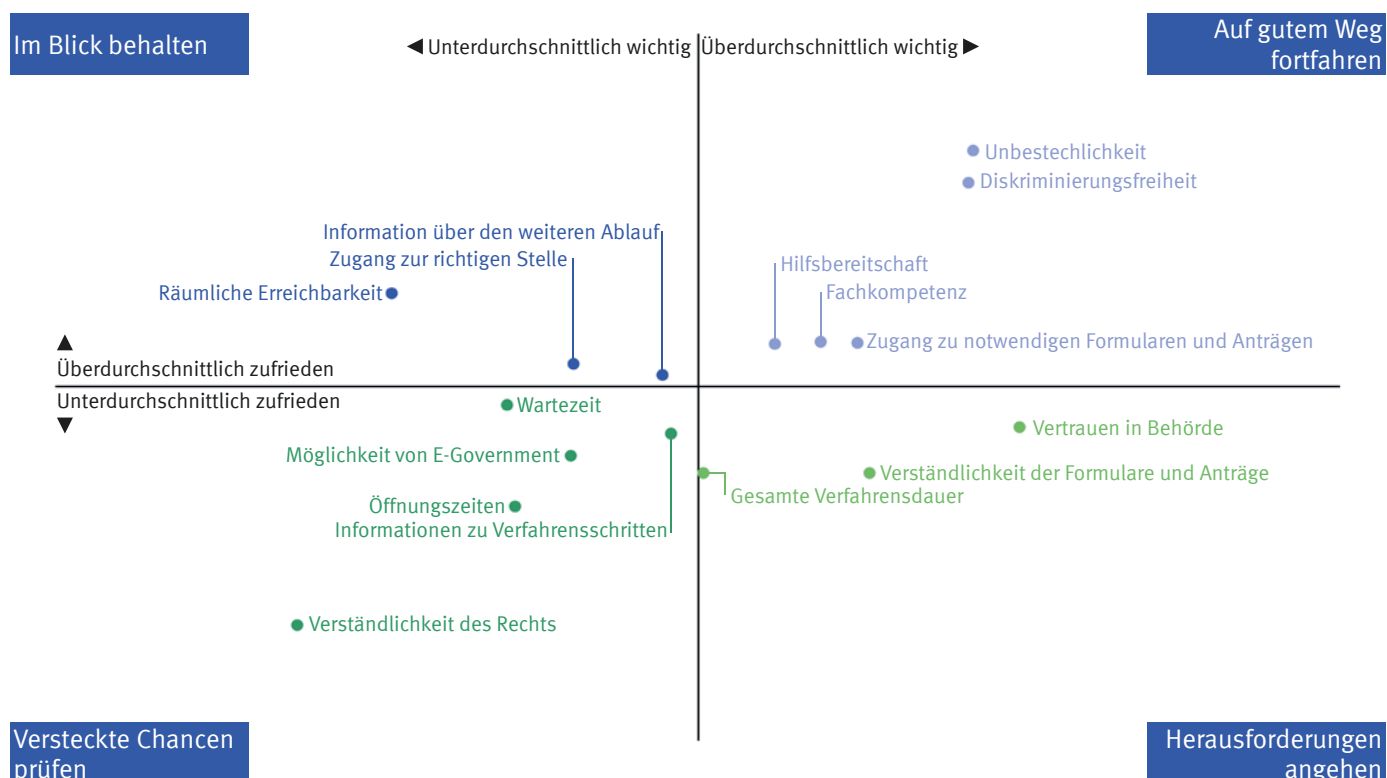 Im Blick behalten
◀ Unterdurchschnittlich wichtig
Überdurchschnittlich wichtig ▶
Auf gutem Weg
fortfahren
Unbestechlichkeit
Diskriminierungsfreiheit
Information über den weiteren Ablauf
Zugang zur richtigen Stelle
Räumliche Erreichbarkeit
Hilfsbereitschaft
Fachkompetenz
Zugang zu notwendigen Formularen und Anträgen
▲
Überdurchschnittlich zufrieden
Unterdurchschnittlich zufrieden
▼
Wartezeit
Möglichkeit von E-Government
Öffnungszeiten
Informationen zu Verfahrensschritten
Verständlichkeit des Rechts
Vertrauen in Behörde
Verständlichkeit der Formulare und Anträge
Gesamte Verfahrensdauer
Versteckte Chancen
prüfen
Herausforderungen
angehen